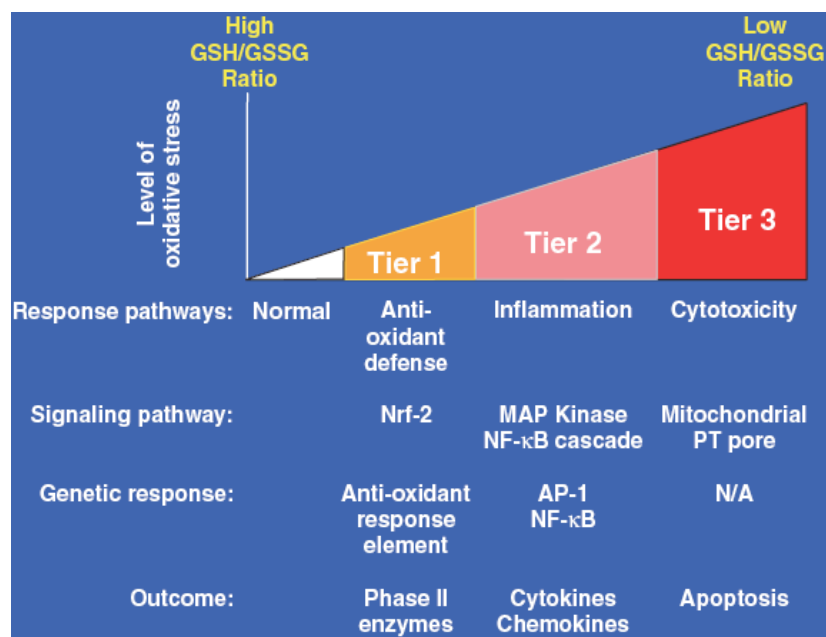 High
GSH/GSSG
Ratio
Low
GSH/GSSG
Ratio
Level of
oxidative stress
Tier 1
Tier 2
Tier 3
Response pathways: Normal Anti- Inflammation Cytotoxicity
oxidant
defense
Signaling pathway: Nrf-2 MAP Kinase Mitochondrial
NF-κB cascade PT pore
Genetic response: Anti-oxidant AP-1 N/A
response NF-κB
element
Outcome: Phase II Cytokines Apoptosis
enzymes Chemokines